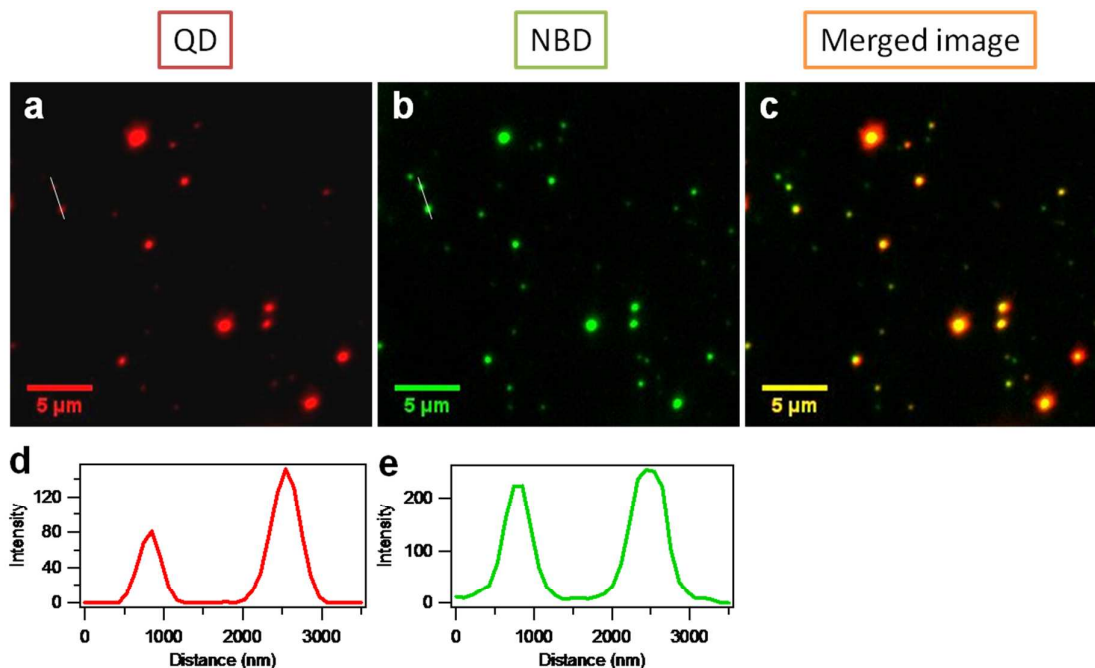 QD
NBD
Merged image
a
b
c
5 µm
5 µm
5 µm
d
e
Intensity
120
80
40
0
0
1000
2000
3000
Distance (nm)
Intensity
200
100
0
0
1000
2000
3000
Distance (nm)